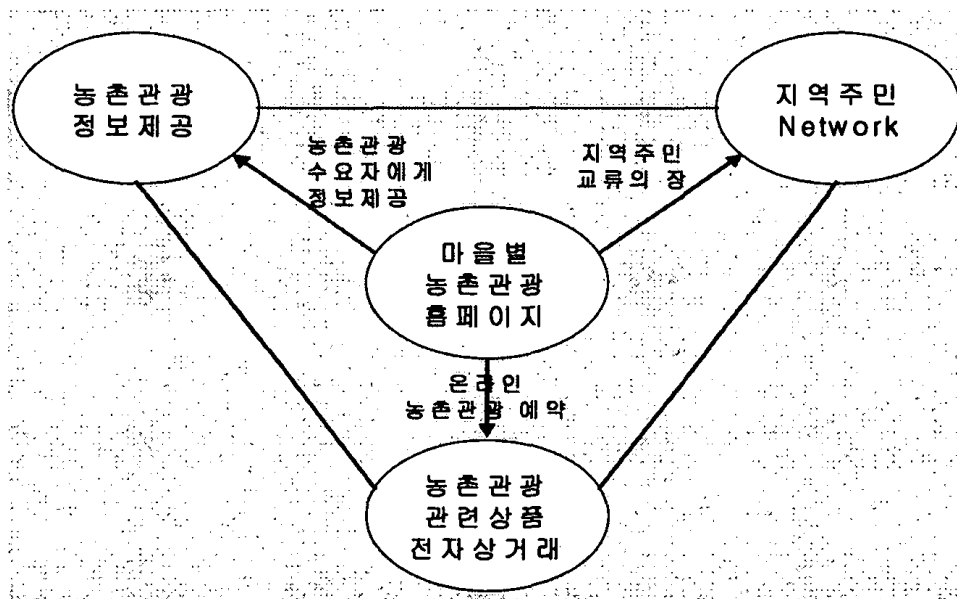 농촌관광
정보제공
지역주민
Network
농촌관광
수요자에게
정보제공
지역주민
교류의 장
마을별
농촌관광
홈페이지
온라인
농촌관광 예약
농촌관광
관련상품
전자상거래